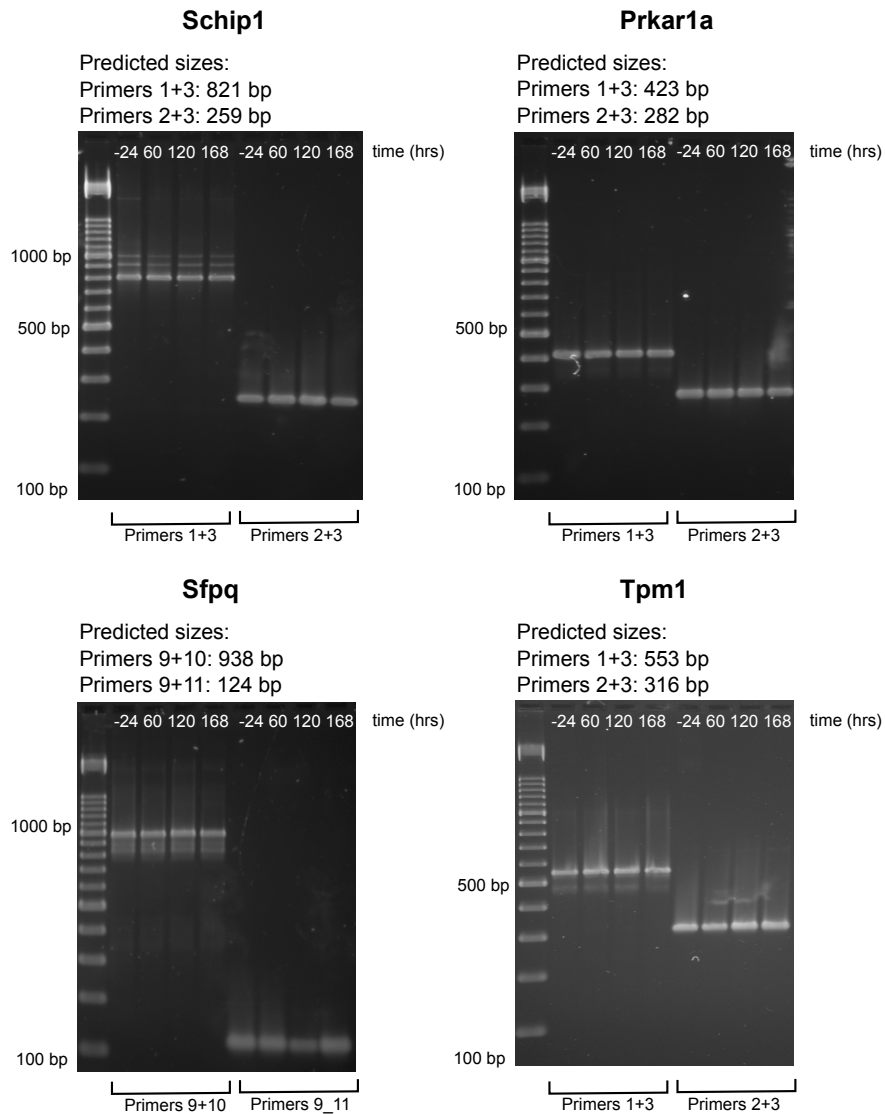 Schip1
Predicted sizes:
Primers 1+3: 821 bp
Primers 2+3: 259 bp
-24 60 120 168 -24 60 120 168 time (hrs)
1000 bp
500 bp
100 bp
Primers 1+3 Primers 2+3
Prkar1a
Predicted sizes:
Primers 1+3: 423 bp
Primers 2+3: 282 bp
-24 60 120 168 -24 60 120 168 time (hrs)
500 bp
100 bp
Primers 1+3 Primers 2+3
Sfpq
Predicted sizes:
Primers 9+10: 938 bp
Primers 9+11: 124 bp
-24 60 120 168 -24 60 120 168 time (hrs)
1000 bp
100 bp
Primers 9+10 Primers 9_11
Tpm1
Predicted sizes:
Primers 1+3: 553 bp
Primers 2+3: 316 bp
-24 60 120 168 -24 60 120 168 time (hrs)
500 bp
100 bp
Primers 1+3 Primers 2+3